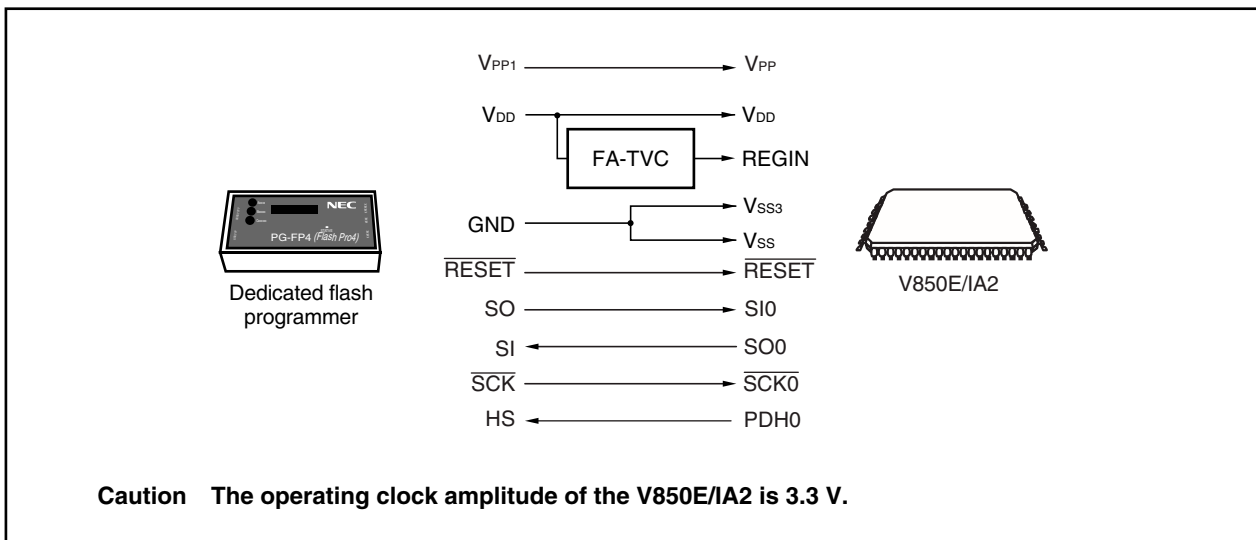 VPP1 VPP
VDD VDD
FA-TVC REGIN
VSS3
GND
VSS
RESET RESET
SO SI0
SI SO0
SCK SCK0
HS PDH0
NEC
PG-FP4 (Flash Pro4)
Dedicated flash
programmer
V850E/IA2
Caution The operating clock amplitude of the V850E/IA2 is 3.3 V.